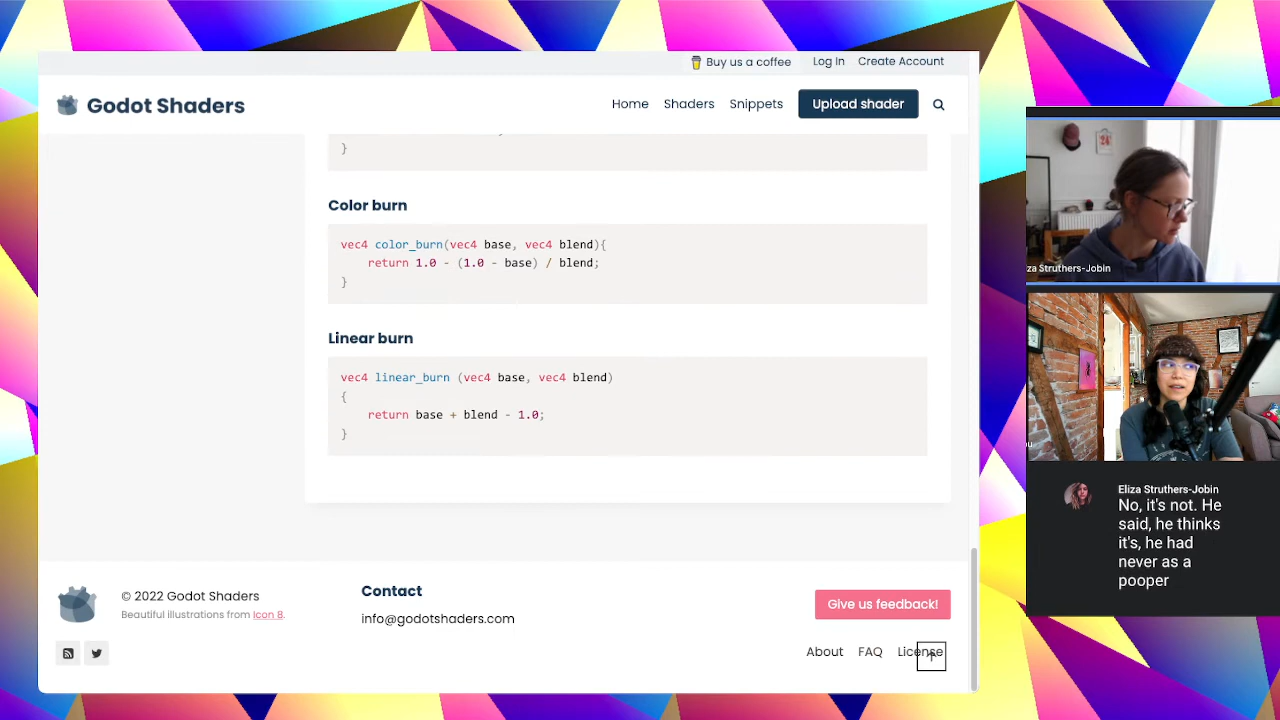 Buy us a coffee
Log In
Create Account
Godot Shaders
Home
Shaders
Snippets
Upload shader
}
Color burn
vec4 color_burn(vec4 base, vec4 blend){
return 1.0 - (1.0 - base) / blend;
}
Linear burn
vec4 linear_burn (vec4 base, vec4 blend)
{
return base + blend - 1.0;
}
© 2022 Godot Shaders
Beautiful illustrations from Icon 8.
Contact
info@godotshaders.com
Give us feedback!
About
FAQ
License
za Struthers-Jobin
Eliza Struthers-Jobin
No, it's not. He
said, he thinks
it's, he had
never as a
pooper